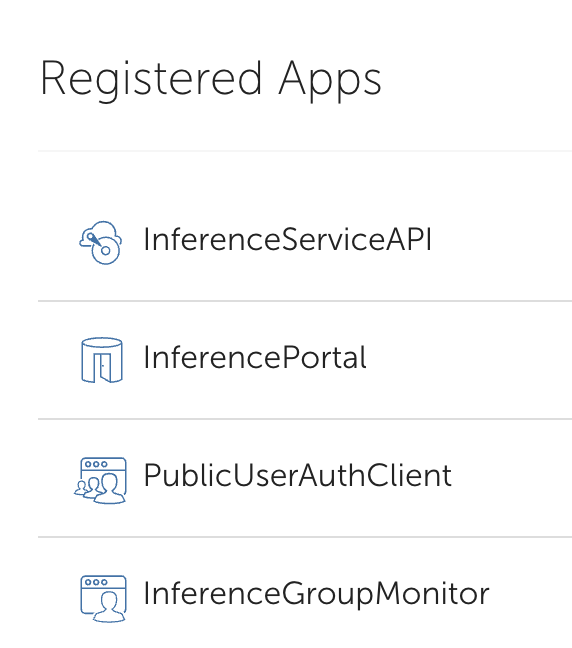 Registered Apps
InferenceServiceAPI
InferencePortal
PublicUserAuthClient
InferenceGroupMonitor